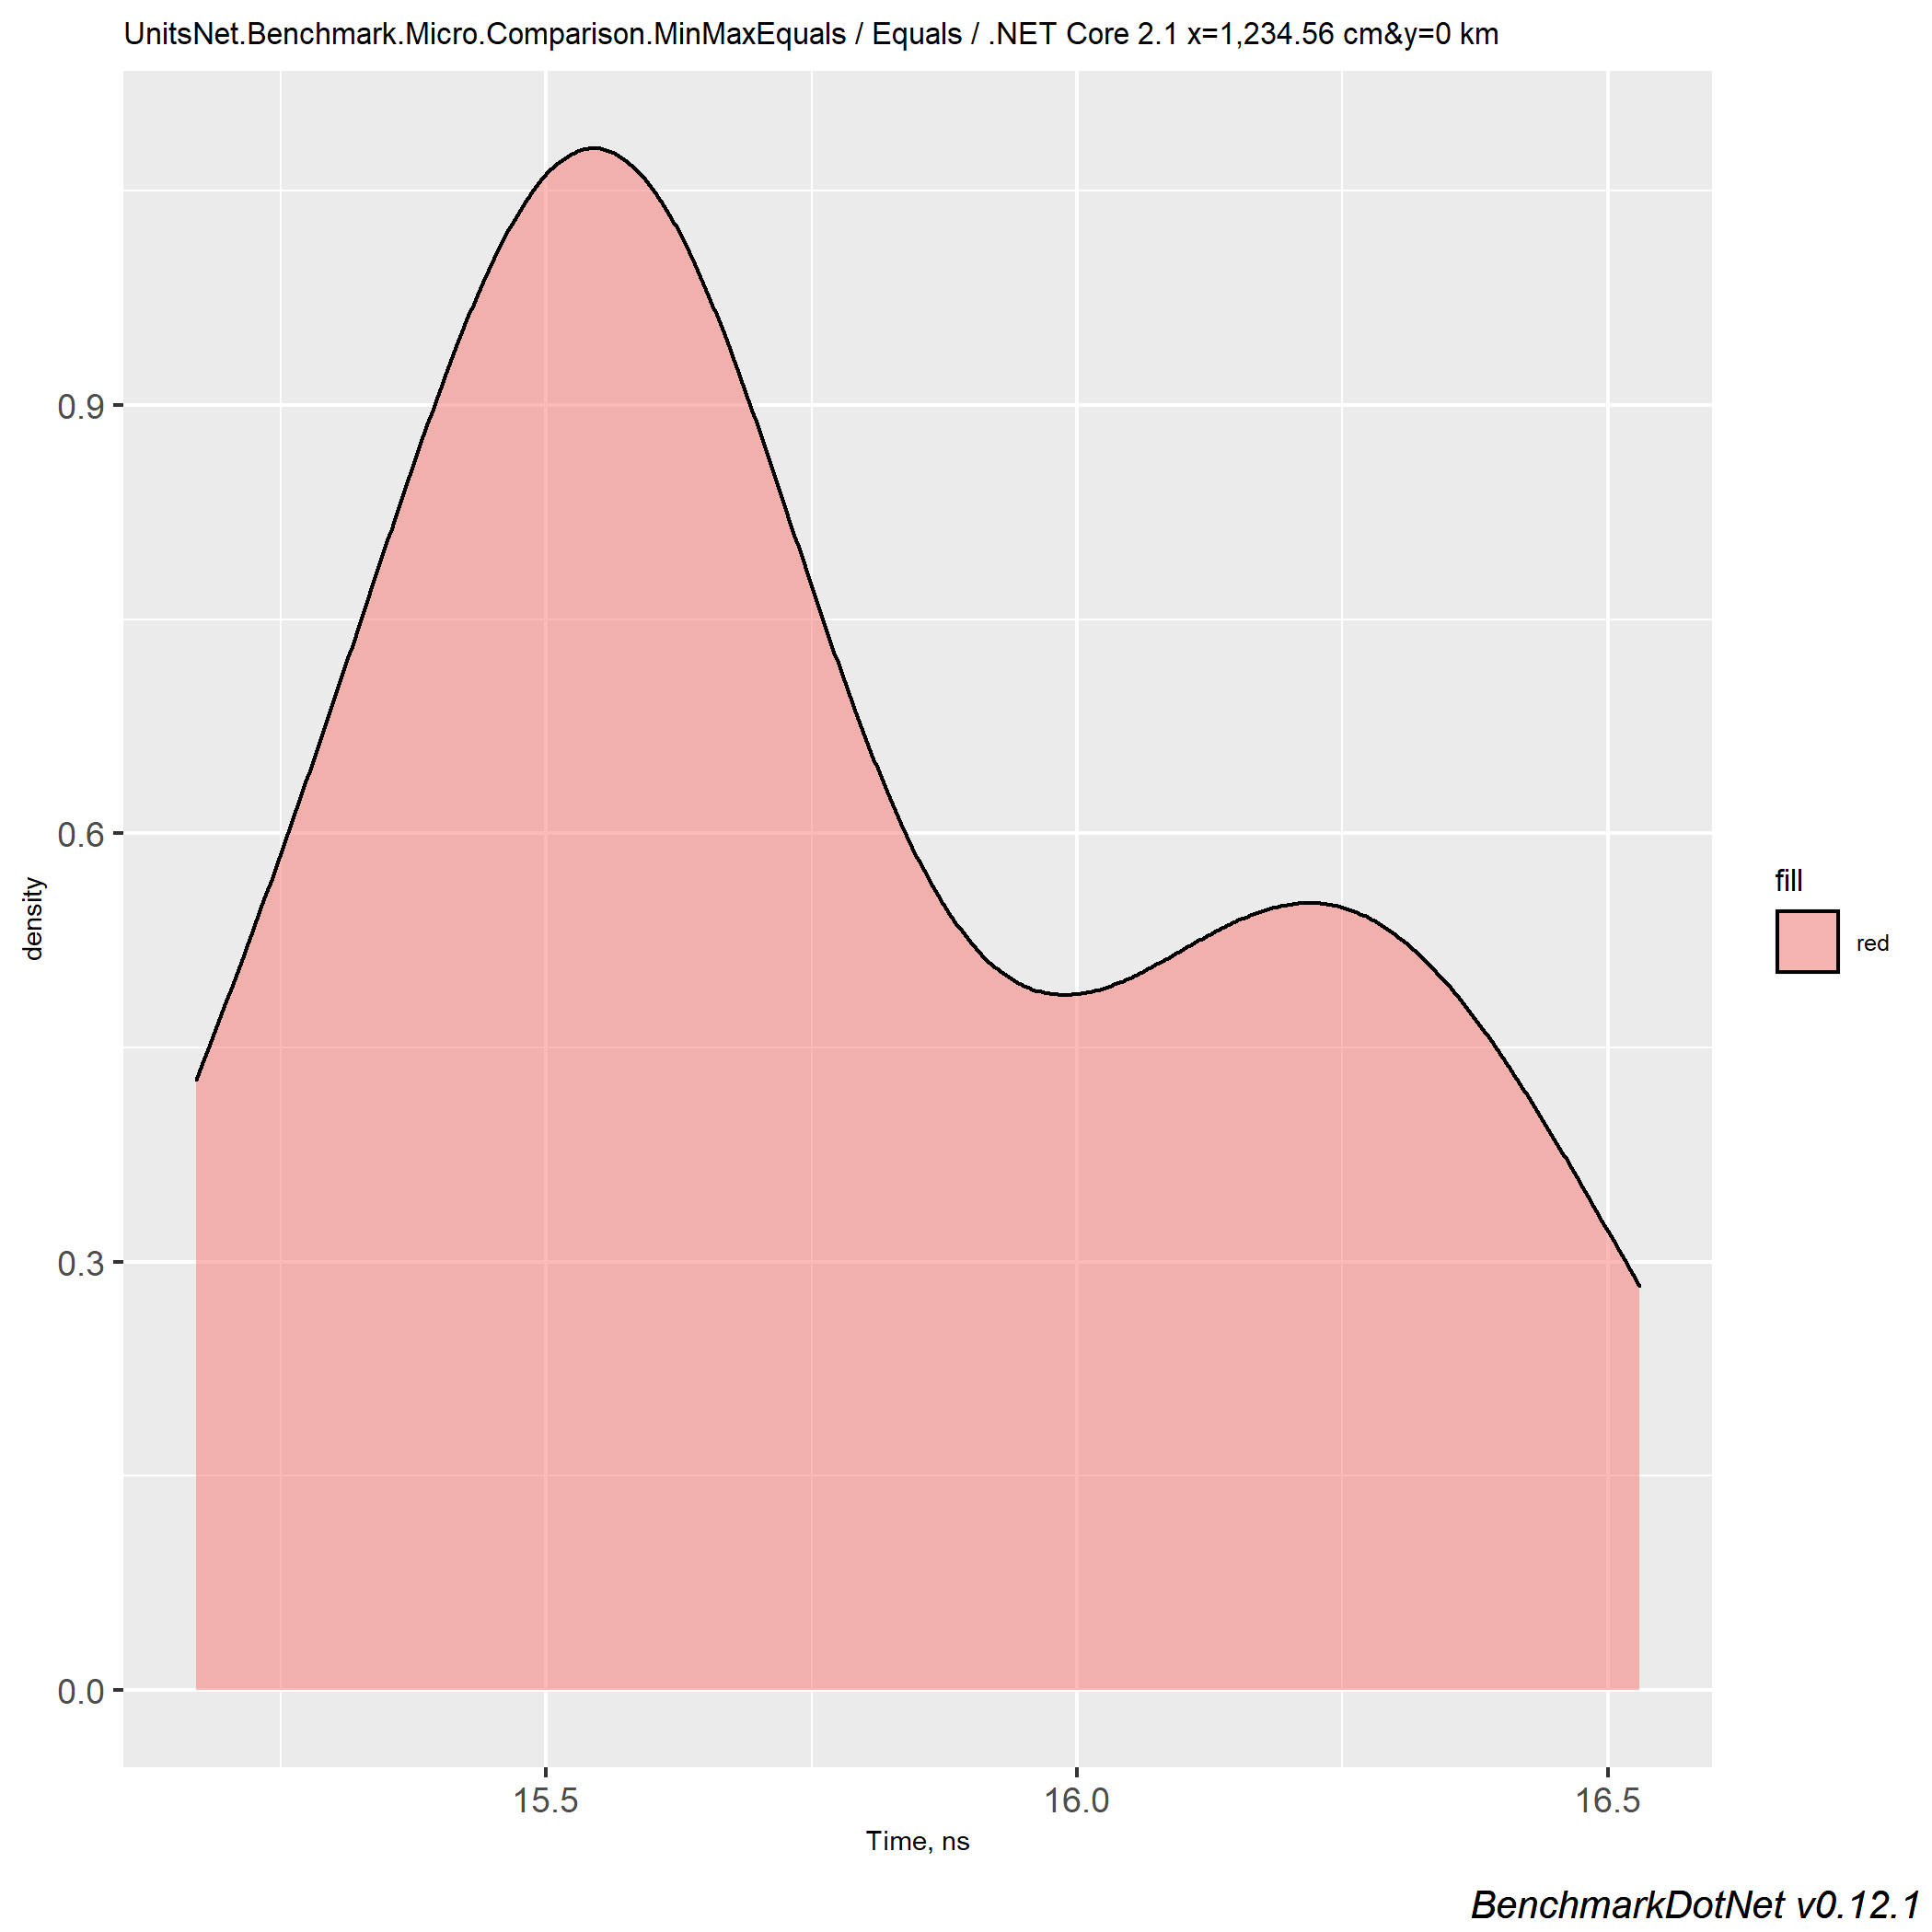 UnitsNet.Benchmark.Micro.Comparison.MinMaxEquals / Equals / .NET Core 2.1 x=1,234.56 cm&y=0 km
0.9
0.6
0.3
0.0
density
15.5
16.0
16.5
Time, ns
fill
red
BenchmarkDotNet v0.12.1